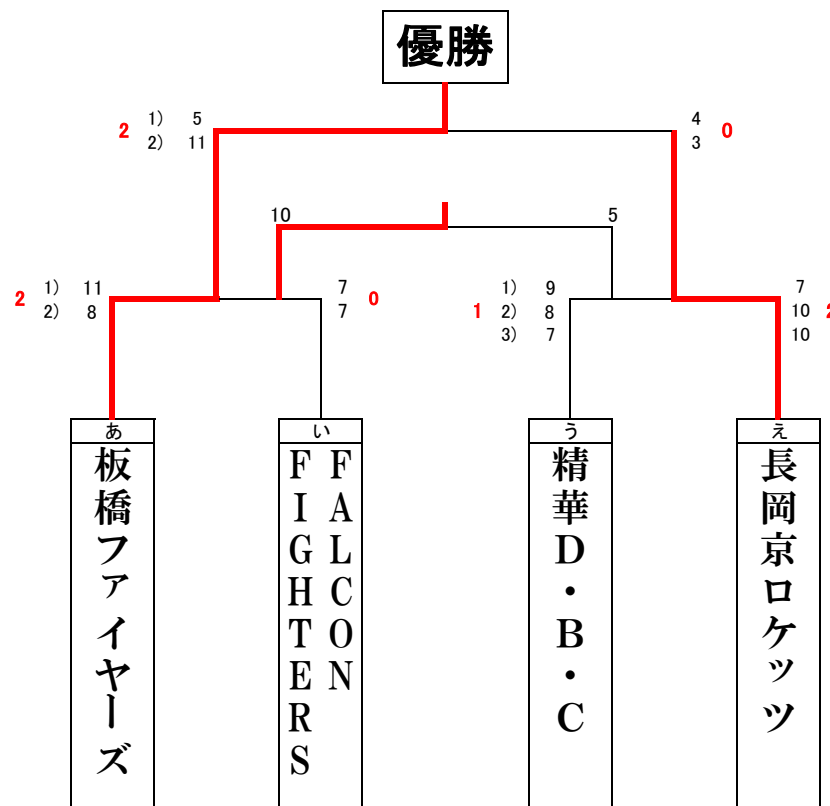 優勝
2 1) 5 4 0
2) 11 3
10 5
2 1) 11 7 0 1 1) 9 7 2
2) 8 7 2) 8 10
3) 7 10
あ い う え
板橋ファイヤーズ
FALCON
FIGHTERS
精華D・B・C
長岡京ロケッツ